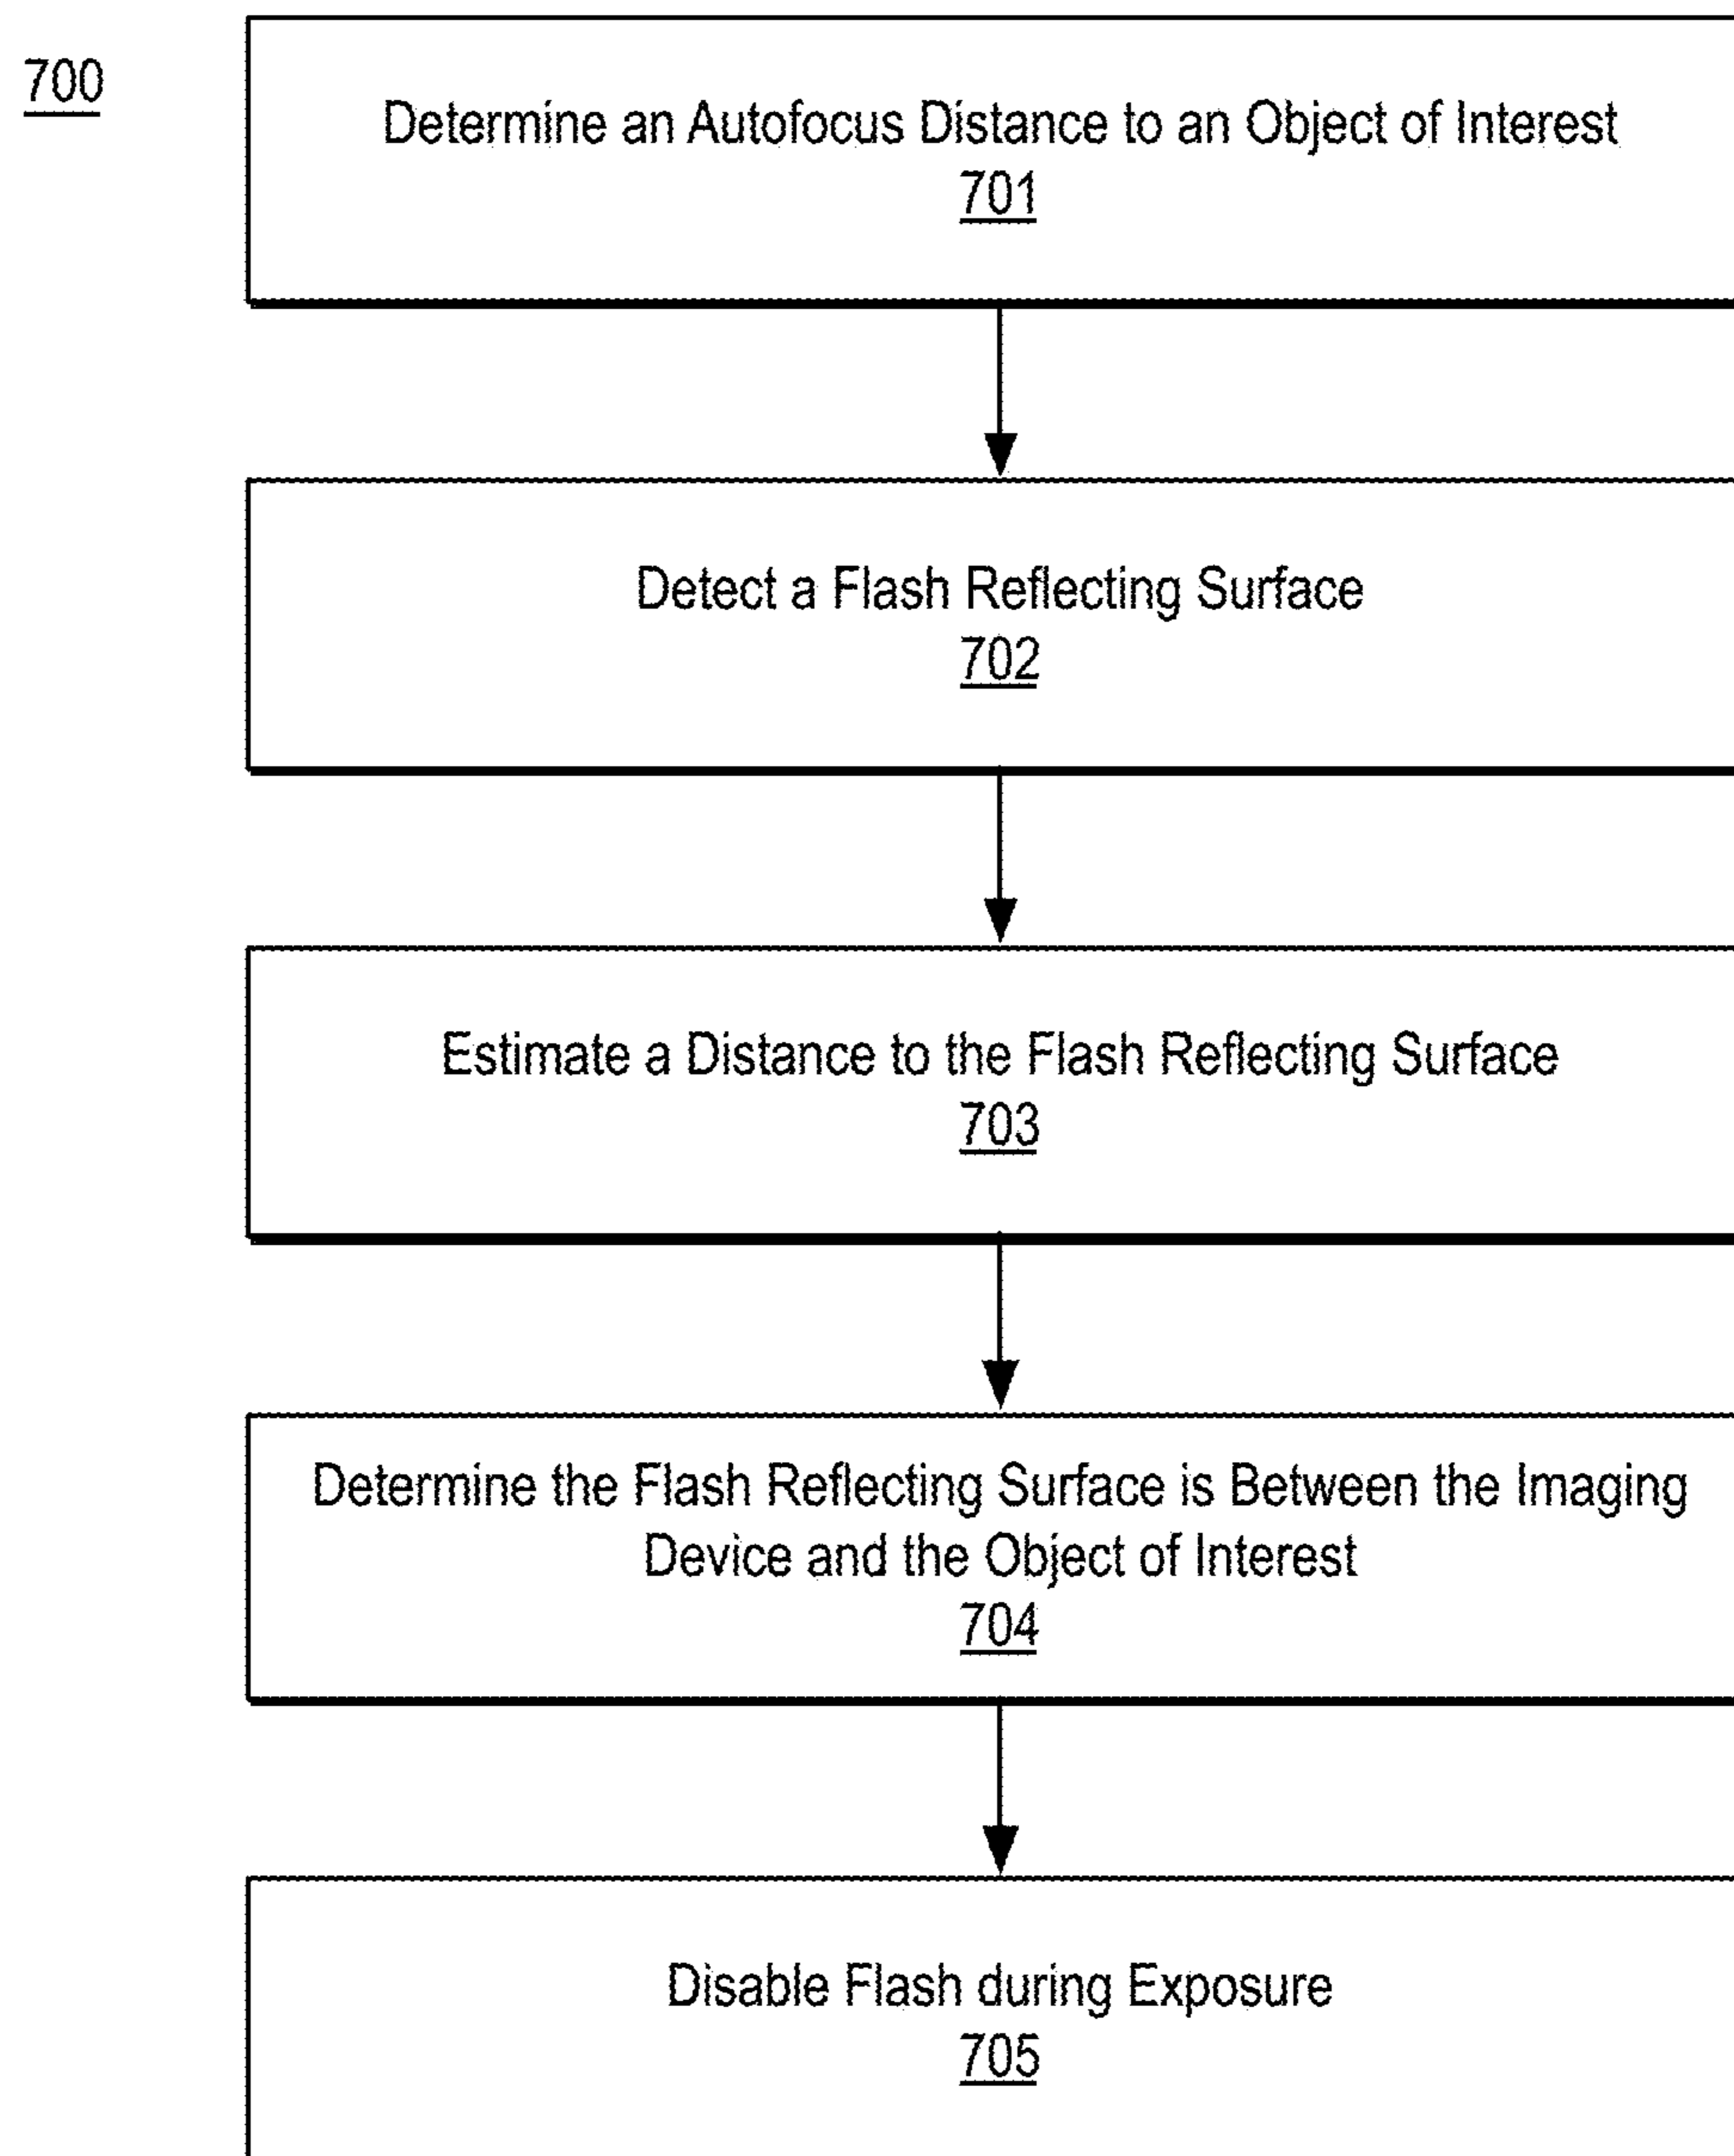 700
Determine an Autofocus Distance to an Object of Interest
701
Detect a Flash Reflecting Surface
702
Estimate a Distance to the Flash Reflecting Surface
703
Determine the Flash Reflecting Surface is Between the Imaging
Device and the Object of Interest
704
Disable Flash during Exposure
705